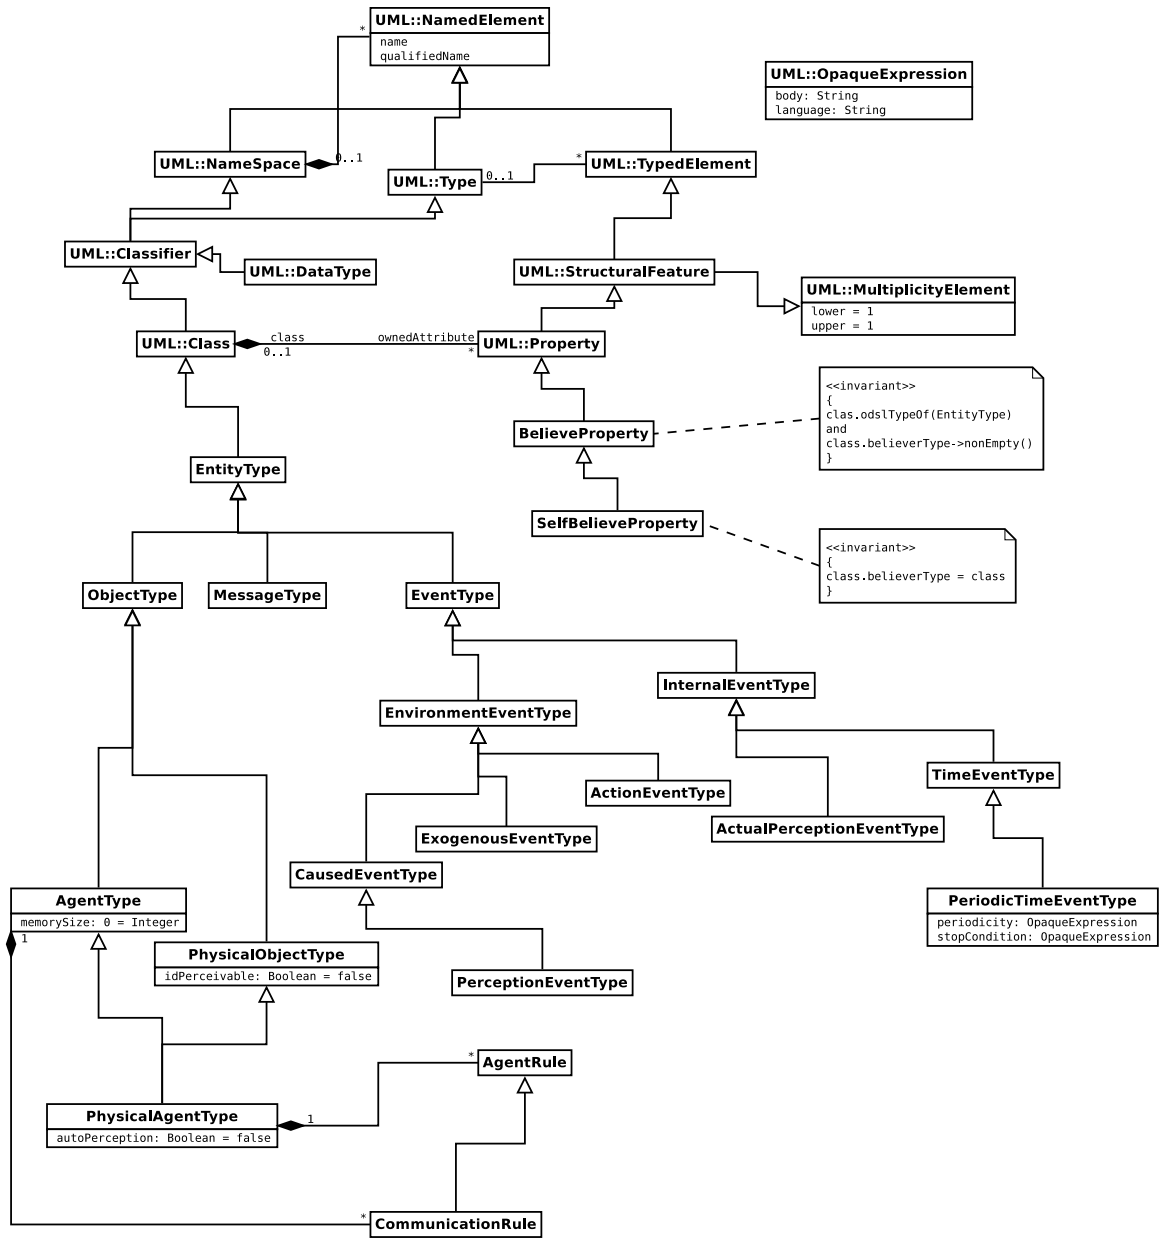 UML::NamedElement
name
qualifiedName
*
UML::OpaqueExpression
body: String
language: String
UML::NameSpace
0..1
UML::Type
0..1
*
UML::TypedElement
UML::Classifier
UML::DataType
UML::StructuralFeature
UML::MultiplicityElement
lower = 1
upper = 1
UML::Class
class
0..1
ownedAttribute
*
UML::Property
<<invariant>>
{
clas.odslTypeOf(EntityType)
and
class.believerType->nonEmpty()
}
BelieveProperty
EntityType
SelfBelieveProperty
<<invariant>>
{
class.believerType = class
}
ObjectType
MessageType
EventType
InternalEventType
EnvironmentEventType
TimeEventType
ActionEventType
ActualPerceptionEventType
ExogenousEventType
CausedEventType
AgentType
memorySize: 0 = Integer
1
PeriodicTimeEventType
periodicity: OpaqueExpression
stopCondition: OpaqueExpression
PhysicalObjectType
idPerceivable: Boolean = false
PerceptionEventType
*
AgentRule
PhysicalAgentType
autoPerception: Boolean = false
1
*
CommunicationRule